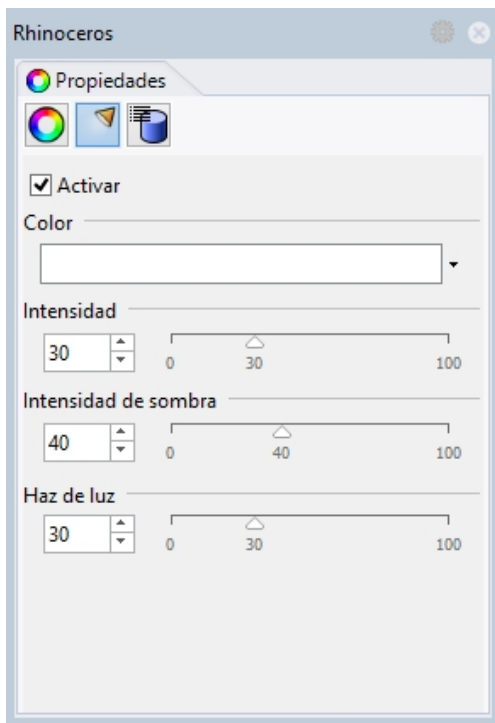 Rhinoceros
Propiedades
Activar
Color
Intensidad
30
0 30 100
Intensidad de sombra
40
0 40 100
Haz de luz
30
0 30 100